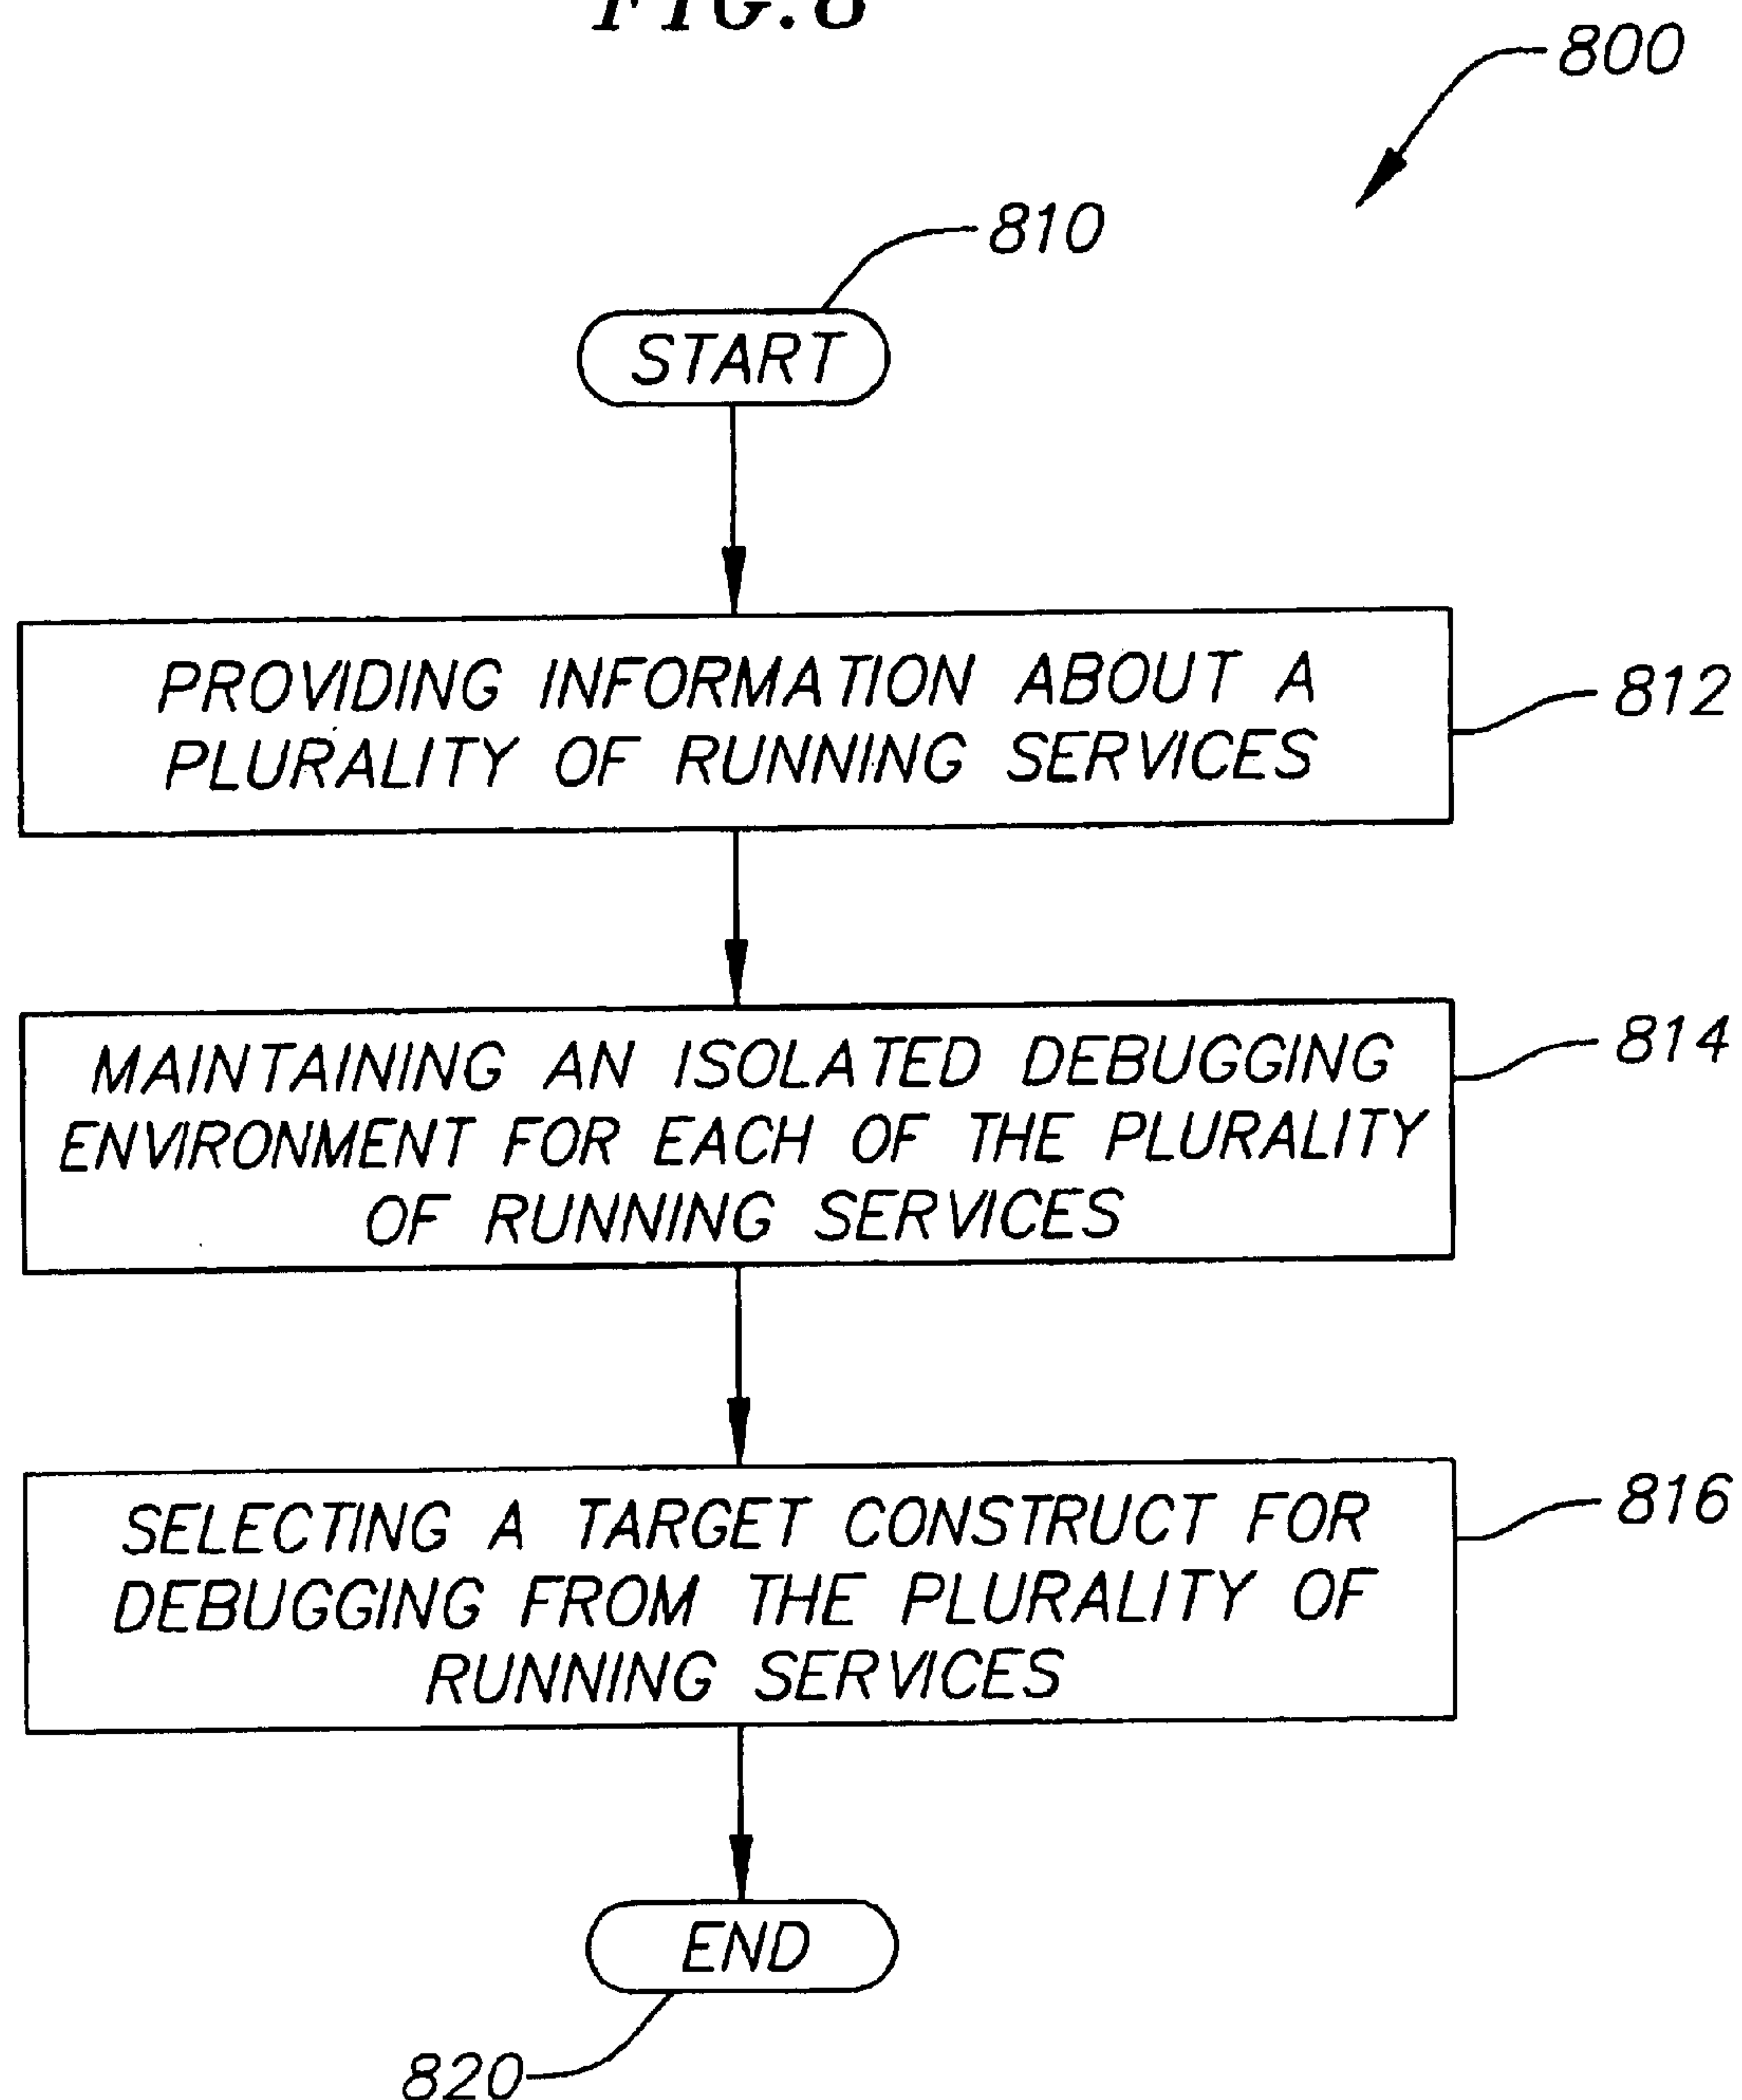 FIG. 8
800
810
START
PROVIDING INFORMATION ABOUT A
PLURALITY OF RUNNING SERVICES
812
MAINTAINING AN ISOLATED DEBUGGING
ENVIRONMENT FOR EACH OF THE PLURALITY
OF RUNNING SERVICES
814
SELECTING A TARGET CONSTRUCT FOR
DEBUGGING FROM THE PLURALITY OF
RUNNING SERVICES
816
END
820